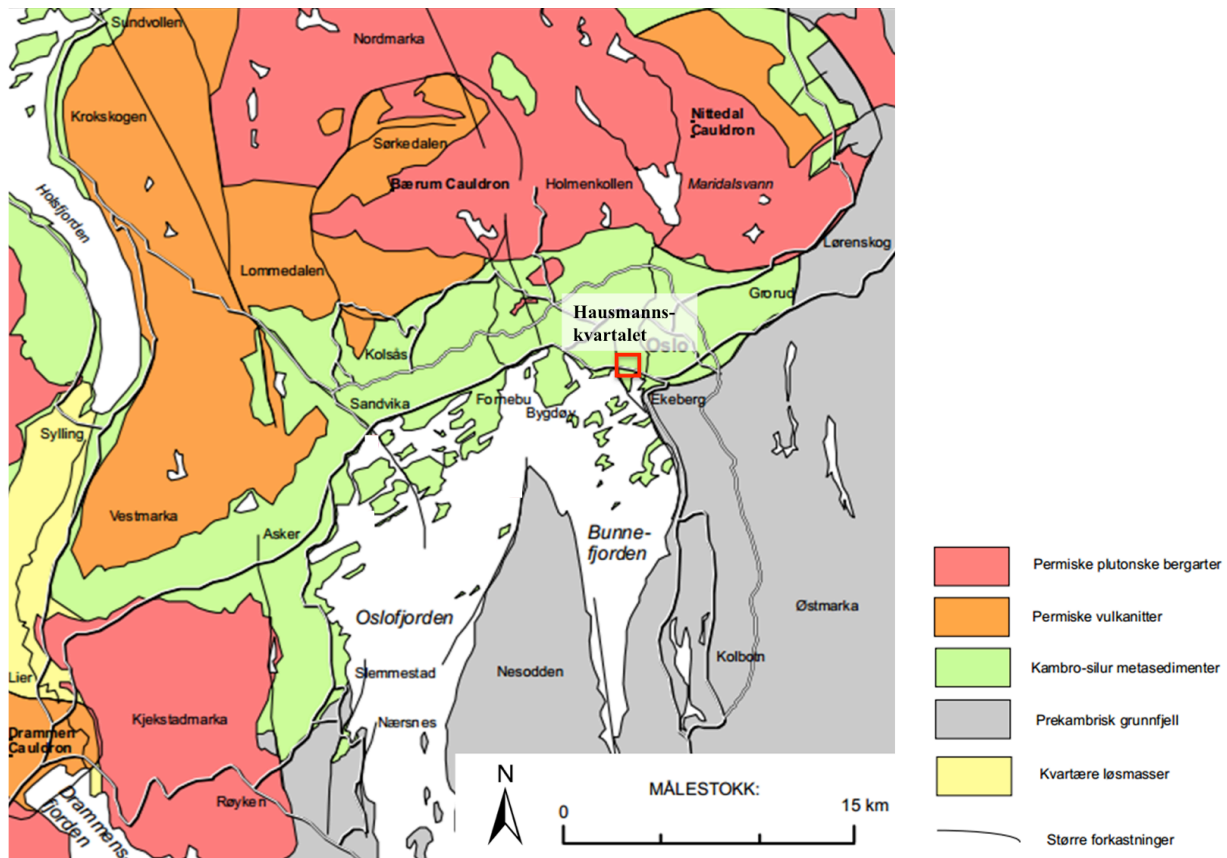 Sundvollen
Nordmarka
Krokskogen
Nittedal
Cauldron
Sørkedalen
Bærum Cauldron
Holmenkollen
Maridalsvann
Holsfjorden
Lørenskog
Lommedalen
Grorud
Hausmanns-
kvartalet
Oslo
Kolsås
Sandvika
Fornebu
Bygdøy
Ekeberg
Sylling
Vestmarka
Asker
Bunne-
fjorden
Oslofjorden
Østmarka
Slemmestad
Nesodden
Kolbotn
Lier
Kjekstadmarka
Nærsnes
Drammen
Cauldron
Røyken
Drammens-
fjorden
N
MÅLESTOKK:
0
15 km
Permiske plutonske bergarter
Permiske vulkanitter
Kambro-silur metasedimenter
Prekambrisk grunnfjell
Kvartære løsmasser
Større forkastninger